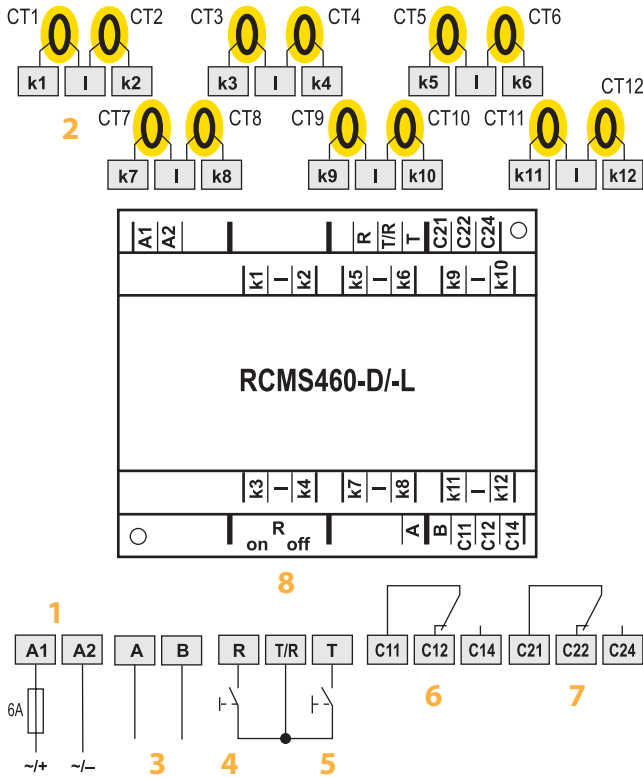 CT1 CT2 CT3 CT4 CT5 CT6
k1 I k2 k3 I k4 k5 I k6
2 CT7 CT8 CT9 CT10 CT11 CT12
k7 I k8 k9 I k10 k11 I k12
A1 A2 R T/R T C21 C22 C24
k1 I k2 k5 I k6 k9 I k10
RCMS460-D/-L
k3 I k4 k7 I k8 k11 I k12
R
on off A B C11 C12 C14
8
1
A1 A2 A B R T/R T C11 C12 C14 C21 C22 C24
6 7
6A
3 4 5
~/+ ~/–